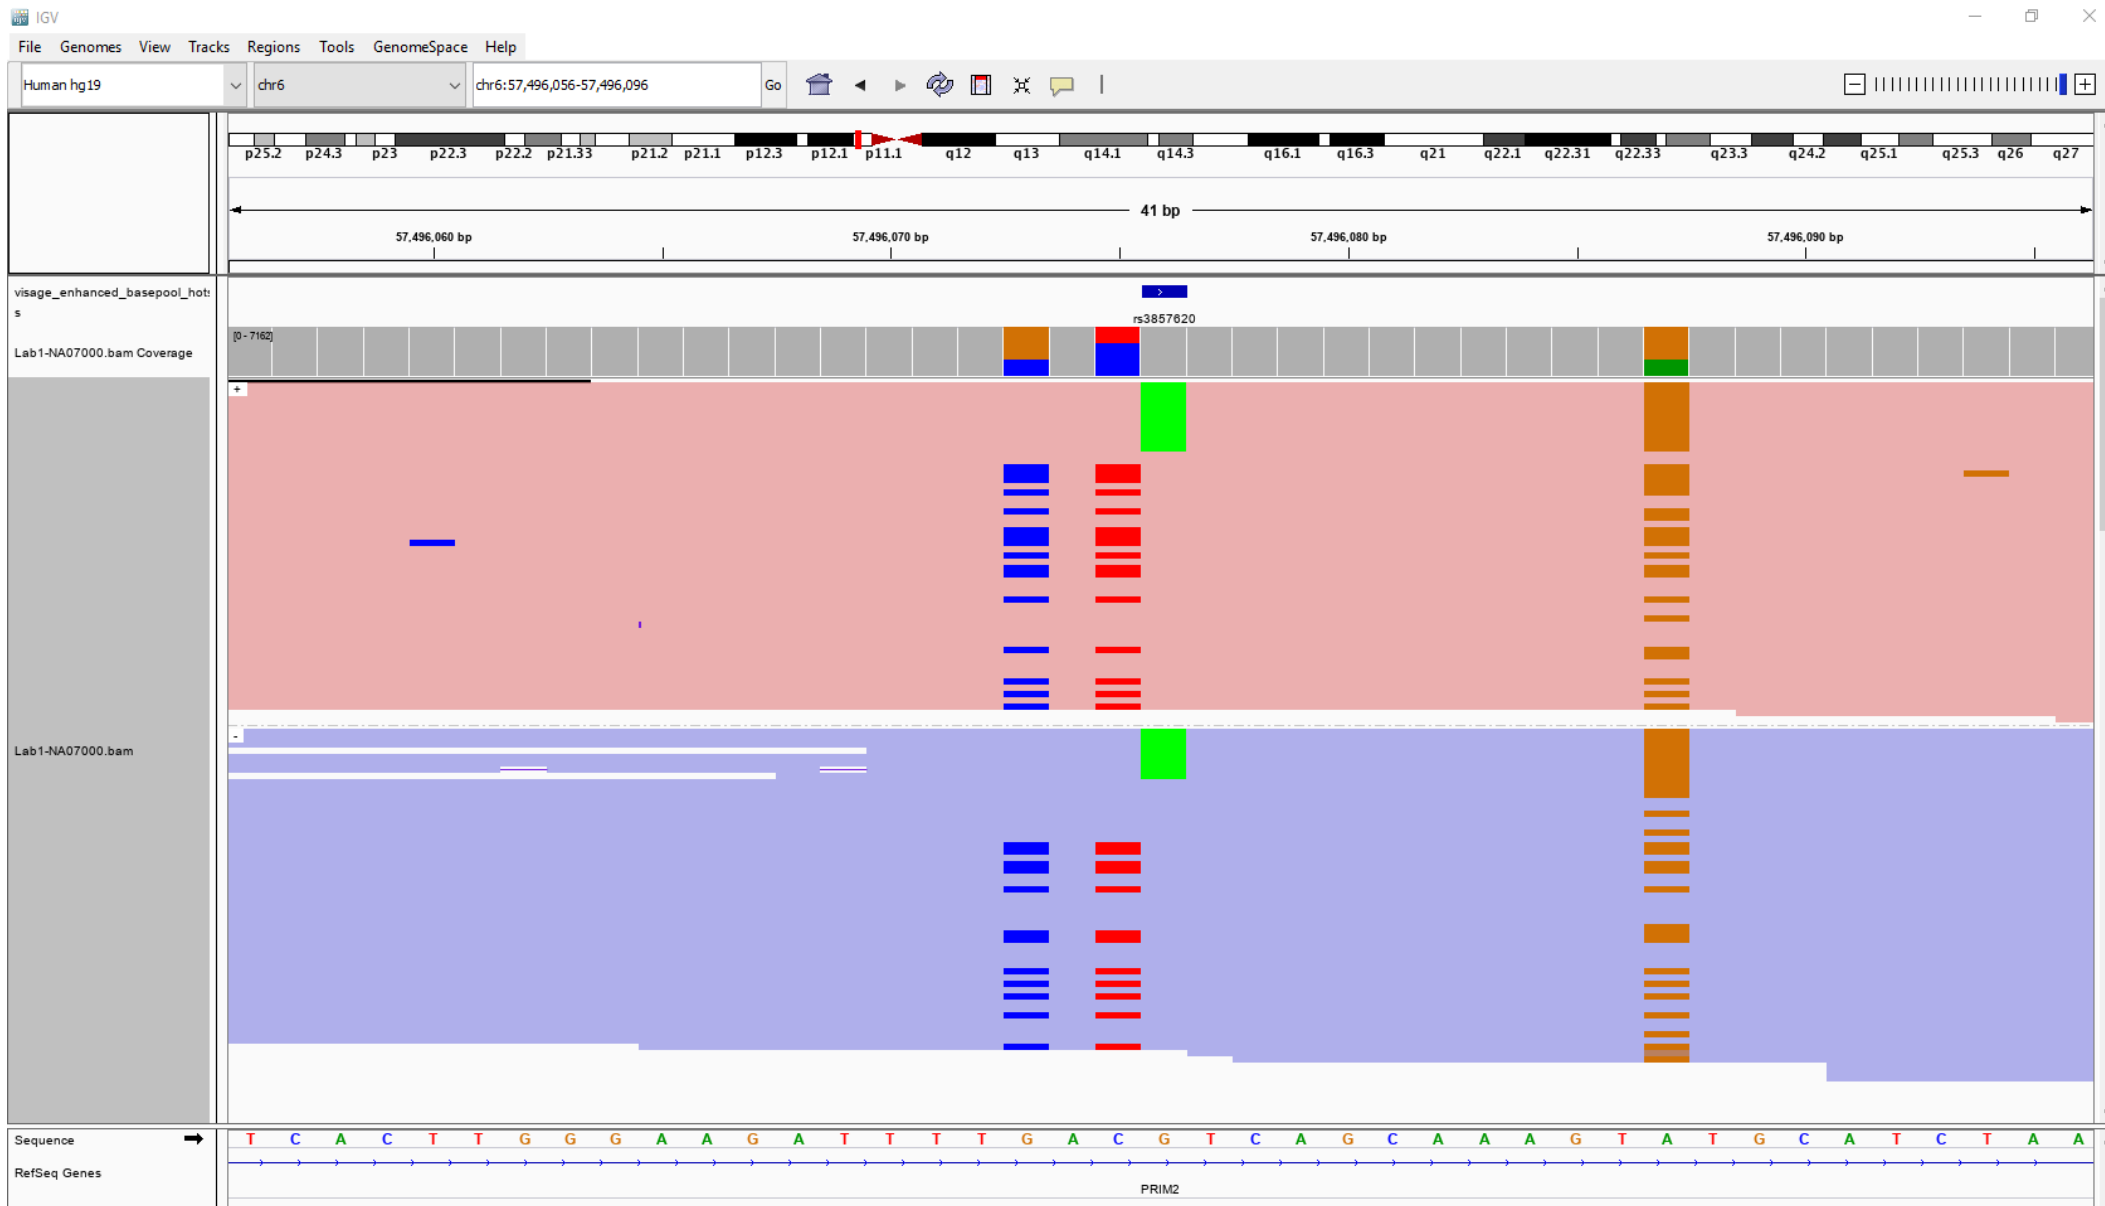 IGV
File Genomes View Tracks Regions Tools GenomeSpace Help
Human hg19 chr6 chr6:57,496,056-57,496,096 Go
p25.2 p24.3 p23 p22.3 p22.2 p21.33 p21.2 p21.1 p12.3 p12.1 p11.1 q12 q13 q14.1 q14.3 q16.1 q16.3 q21 q22.1 q22.31 q22.33 q23.3 q24.2 q25.1 q25.3 q26 q27
41 bp
57,496,060 bp 57,496,070 bp 57,496,080 bp 57,496,090 bp
visage_enhanced_basepool_hots
s
rs3857620
[0 - 7162]
Lab1-NA07000.bam Coverage
+
-
Lab1-NA07000.bam
Sequence T C A C T T G G G A A G A T T T T G A C G T C A G C A A A G T A T G C A T C T A A
RefSeq Genes
PRIM2